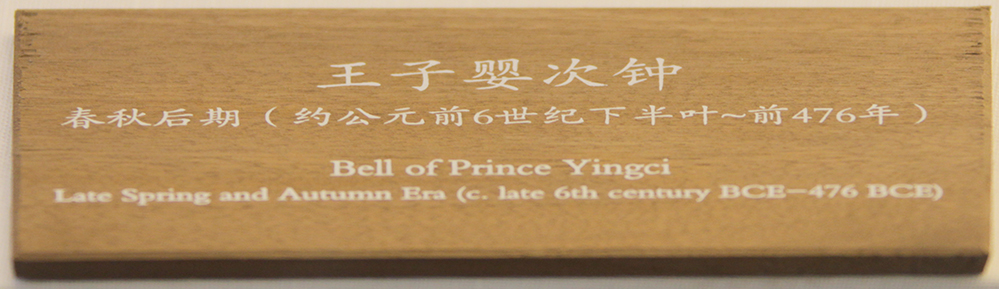 王子婴次钟
春秋后期（约公元前6世纪下半叶~前476年）
Bell of Prince Yingci
Late Spring and Autumn Era (c. late 6th century BCE－476 BCE)